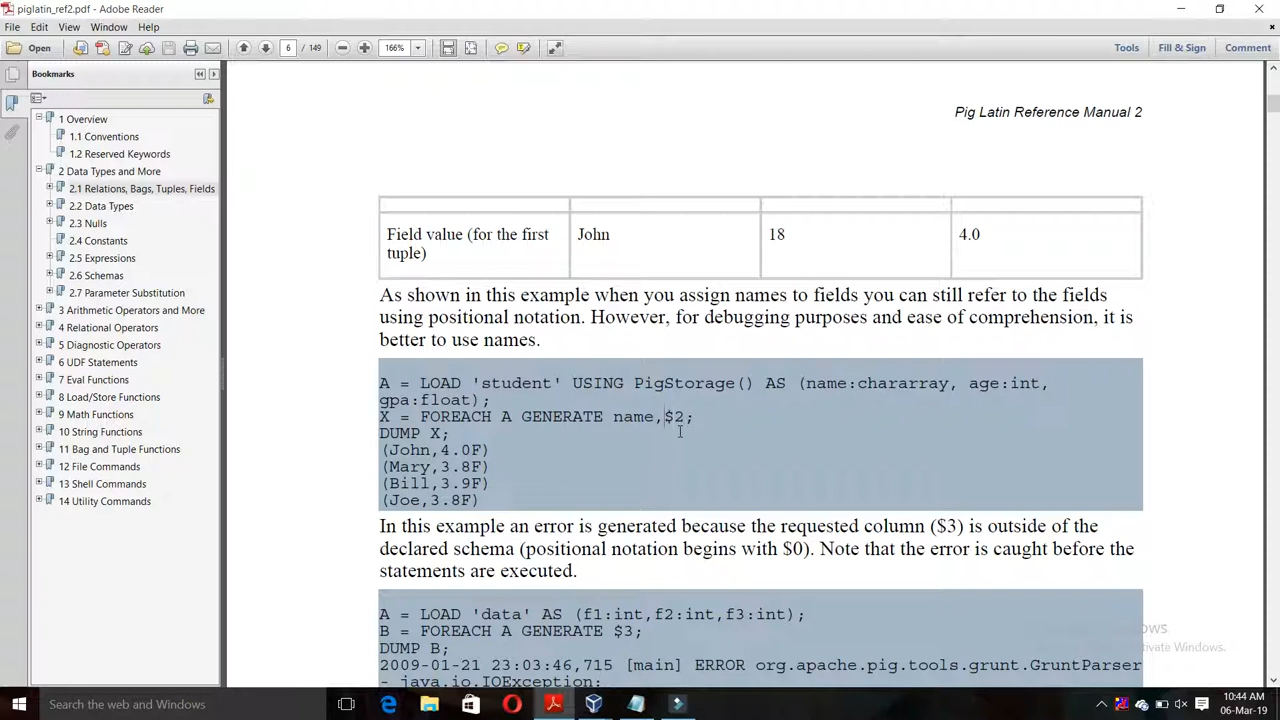 piglatin_ref2.pdf - Adobe Reader
File Edit View Window Help
Open 6 / 149 166% Tools Fill & Sign Comment
Bookmarks
1 Overview
1.1 Conventions
1.2 Reserved Keywords
2 Data Types and More
2.1 Relations, Bags, Tuples, Fields
2.2 Data Types
2.3 Nulls
2.4 Constants
2.5 Expressions
2.6 Schemas
2.7 Parameter Substitution
3 Arithmetic Operators and More
4 Relational Operators
5 Diagnostic Operators
6 UDF Statements
7 Eval Functions
8 Load/Store Functions
9 Math Functions
10 String Functions
11 Bag and Tuple Functions
12 File Commands
13 Shell Commands
14 Utility Commands
Pig Latin Reference Manual 2
Field value (for the first John 18 4.0
tuple)
As shown in this example when you assign names to fields you can still refer to the fields
using positional notation. However, for debugging purposes and ease of comprehension, it is
better to use names.
A = LOAD 'student' USING PigStorage() AS (name:chararray, age:int,
gpa:float);
X = FOREACH A GENERATE name,$2;
DUMP X;
(John,4.0F)
(Mary,3.8F)
(Bill,3.9F)
(Joe,3.8F)
In this example an error is generated because the requested column ($3) is outside of the
declared schema (positional notation begins with $0). Note that the error is caught before the
statements are executed.
A = LOAD 'data' AS (f1:int,f2:int,f3:int);
B = FOREACH A GENERATE $3;
DUMP B;
2009-01-21 23:03:46,715 [main] ERROR org.apache.pig.tools.grunt.GruntParser
- java.io.IOException:
Search the web and Windows
10:44 AM
06-Mar-19